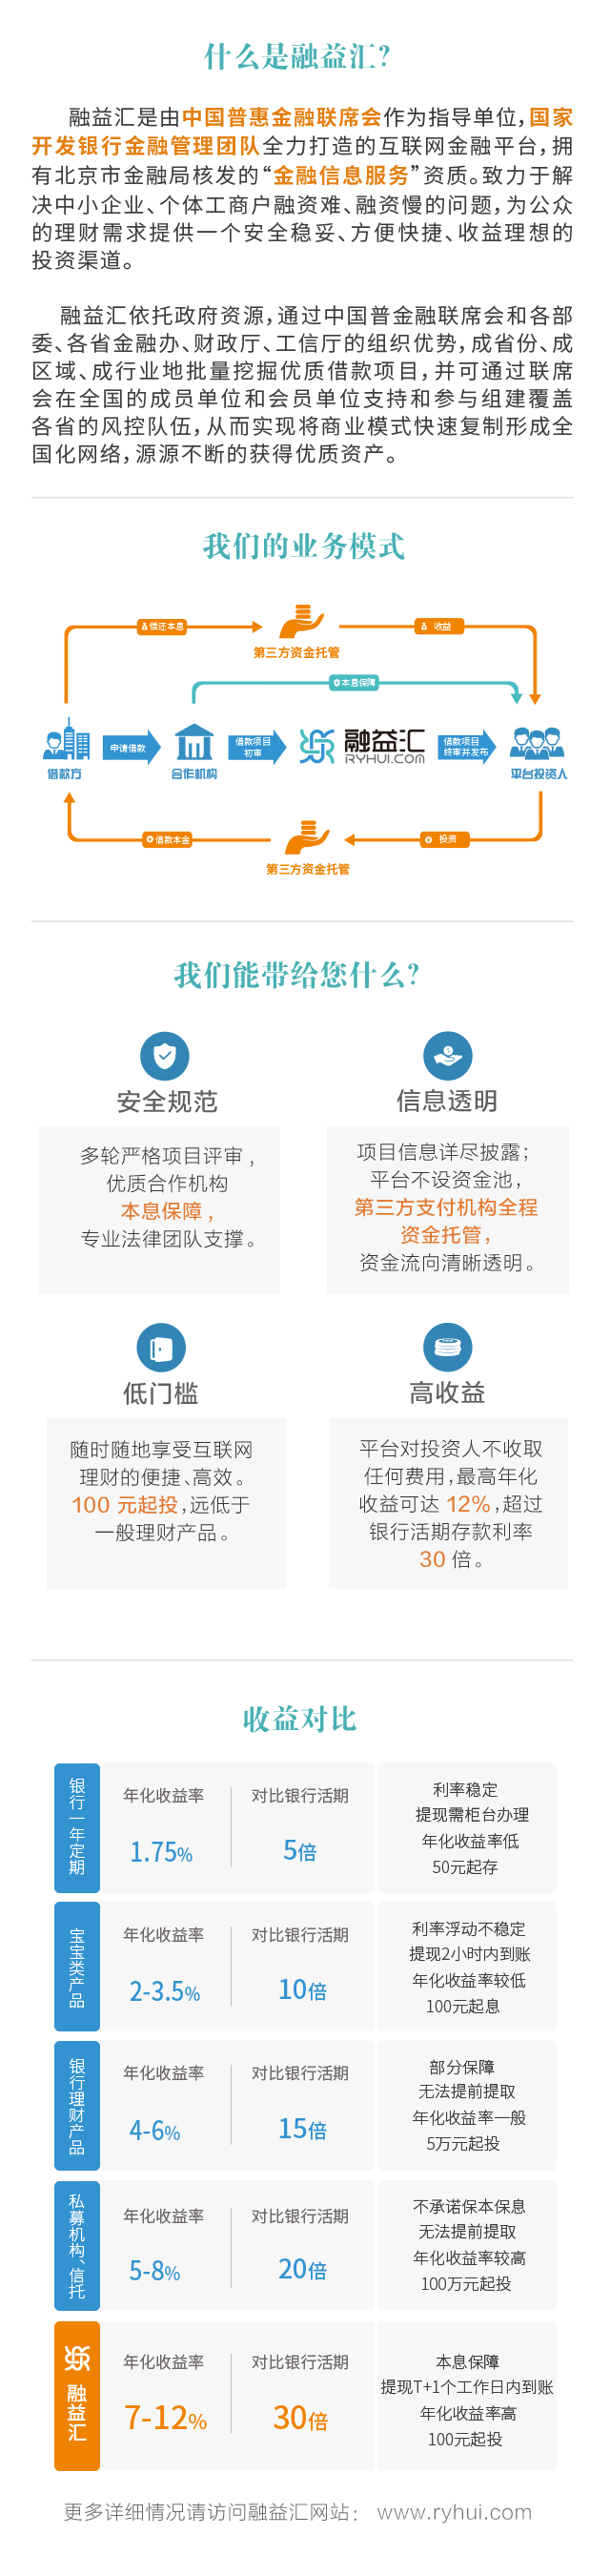 什么是融益汇?
融益汇是由中国普惠金融联席会作为指导单位,国家
开发银行金融管理团队全力打造的互联网金融平台,拥
有北京市金融局核发的“金融信息服务”资质。致力于解
决中小企业、个体工商户融资难、融资慢的问题,为公众
的理财需求提供一个安全稳妥、方便快捷、收益理想的
投资渠道。
融益汇依托政府资源,通过中国普金融联席会和各部
委、各省金融办、财政厅、工信厅的组织优势,成省份、成
区域、成行业地批量挖掘优质借款项目,并可通过联席
会在全国的成员单位和会员单位支持和参与组建覆盖
各省的风控队伍,从而实现将商业模式快速复制形成全
国化网络,源源不断的获得优质资产。
我们的业务模式
偿还本息
收益
第三方资金托管
本息保障
申请借款
借款项目
初审
融益汇
RYHUI.COM
借款项目
终审并发布
借款方
合作机构
平台投资人
借款本金
投资
第三方资金托管
我们能带给您什么?
安全规范
多轮严格项目评审，
优质合作机构
本息保障，
专业法律团队支撑。
信息透明
项目信息详尽披露；
平台不设资金池，
第三方支付机构全程
资金托管，
资金流向清晰透明。
低门槛
随时随地享受互联网
理财的便捷、高效。
100 元起投,远低于
一般理财产品。
高收益
平台对投资人不收取
任何费用,最高年化
收益可达 12%,超过
银行活期存款利率
30 倍。
收益对比
银行一年定期
年化收益率
1.75%
对比银行活期
5倍
利率稳定
提现需柜台办理
年化收益率低
50元起存
宝宝类产品
年化收益率
2-3.5%
对比银行活期
10倍
利率浮动不稳定
提现2小时内到账
年化收益率较低
100元起息
银行理财产品
年化收益率
4-6%
对比银行活期
15倍
部分保障
无法提前提取
年化收益率一般
5万元起投
私募机构、信托
年化收益率
5-8%
对比银行活期
20倍
不承诺保本保息
无法提前提取
年化收益率较高
100万元起投
融益汇
年化收益率
7-12%
对比银行活期
30倍
本息保障
提现T+1个工作日内到账
年化收益率高
100元起投
更多详细情况请访问融益汇网站： www.ryhui.com